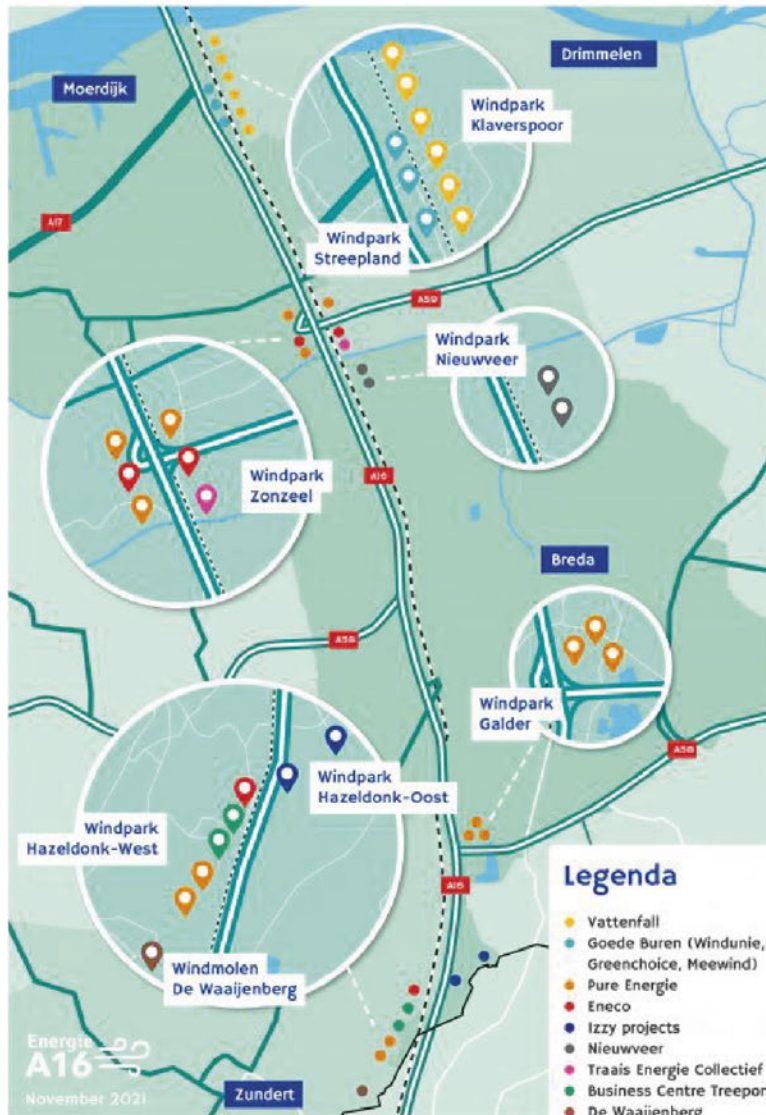 Drimmelen
Moerdijk
Windpark
Klaverspoor
A17
Windpark
Streepland
A59
Windpark
Nieuwveer
Windpark
Zonzeel
A16
Breda
A58
Windpark
Galder
A58
Windpark
Hazeldonk-Oost
Windpark
Hazeldonk-West
A16
Windmolen
De Waaijenberg
Legenda
Vattenfall
Goede Buren (Windunie,
Greenchoice, Meewind)
Pure Energie
Eneco
Izzy projects
Nieuwveer
Traais Energie Collectief
Business Centre Treepor
De Waaijenberg
Energie
A16
November 2021
Zundert